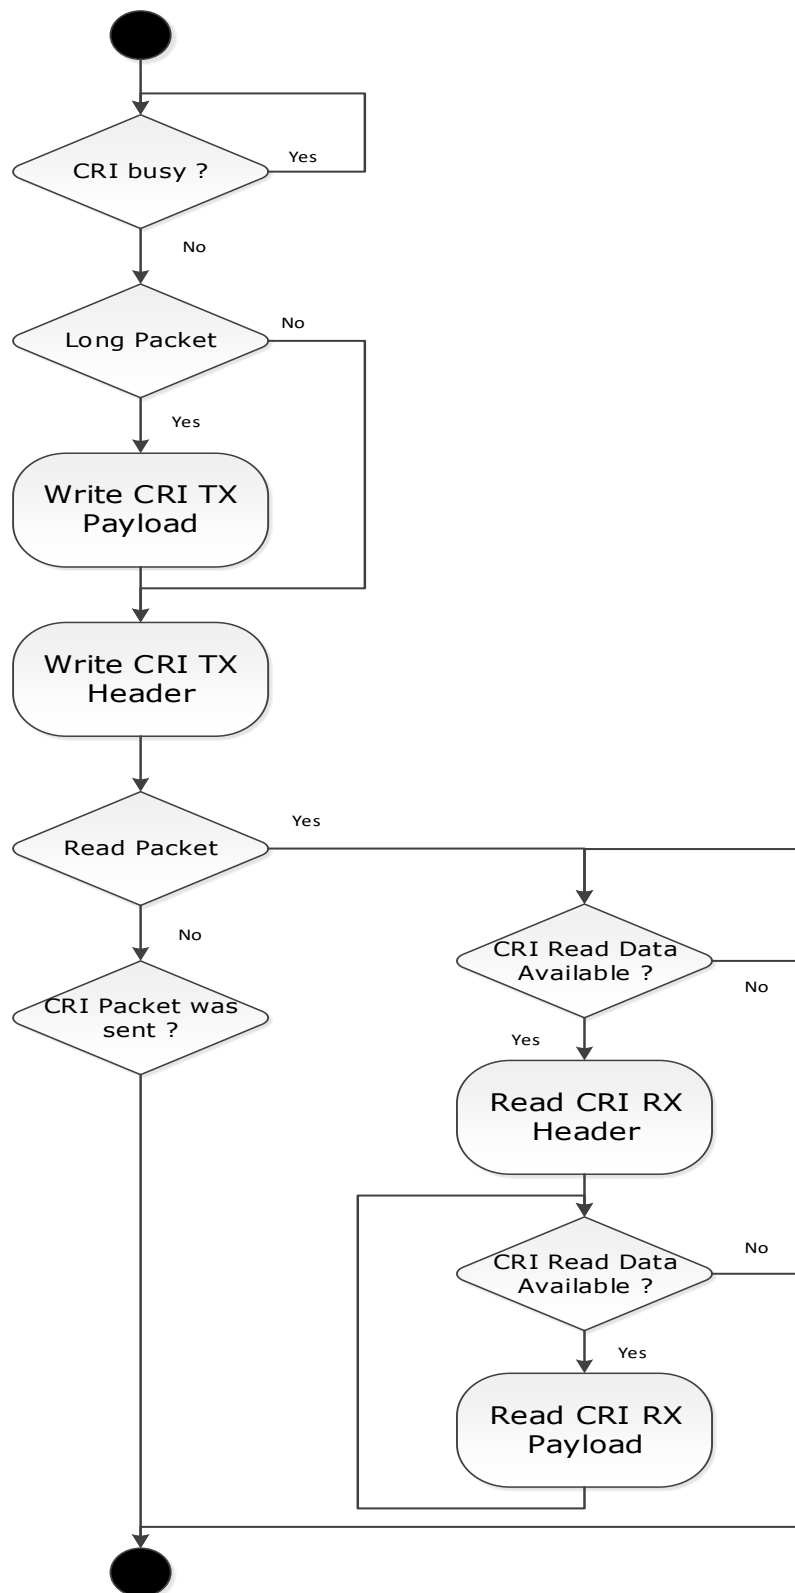 CRI busy ?
Yes
No
Long Packet
No
Yes
Write CRI TX
Payload
Write CRI TX
Header
Read Packet
Yes
No
CRI Packet was
sent ?
CRI Read Data
Available ?
No
Yes
Read CRI RX
Header
CRI Read Data
Available ?
No
Yes
Read CRI RX
Payload